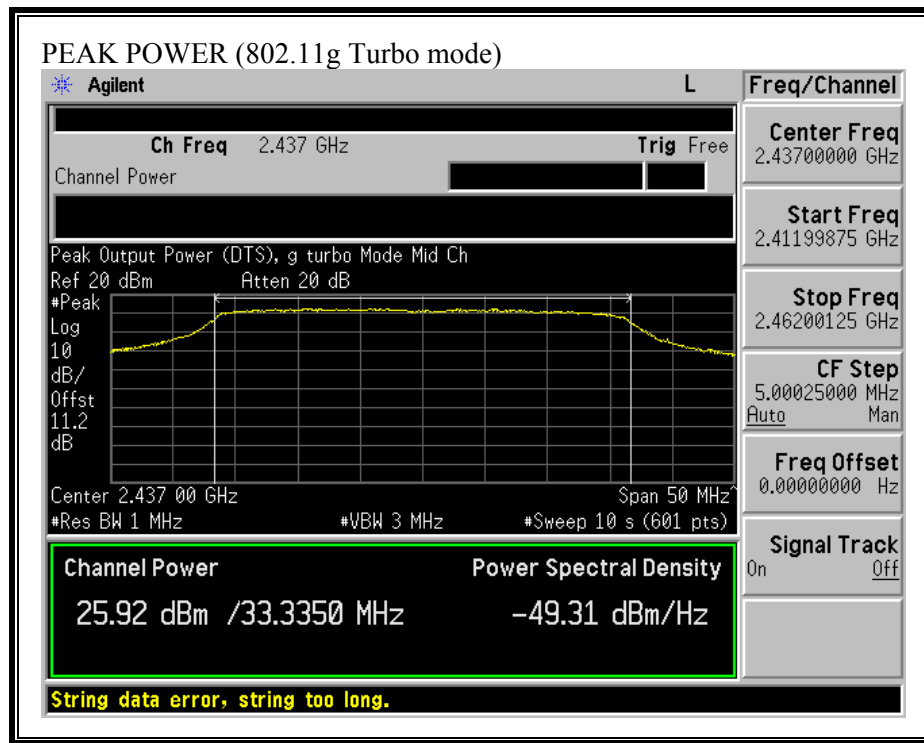 PEAK POWER (802.11g Turbo mode)
Agilent L Freq/Channel
Ch Freq 2.437 GHz Trig Free
Channel Power
Center Freq
2.43700000 GHz
Start Freq
2.41199875 GHz
Peak Output Power (DTS), g turbo Mode Mid Ch
Ref 20 dBm Atten 20 dB
#Peak
Log
10
dB/
Offst
11.2
dB
Center 2.437 00 GHz Span 50 MHz^
#Res BW 1 MHz #VBW 3 MHz #Sweep 10 s (601 pts)
Stop Freq
2.46200125 GHz
CF Step
5.00025000 MHz
Auto Man
Freq Offset
0.00000000 Hz
Signal Track
On Off
Channel Power Power Spectral Density
25.92 dBm /33.3350 MHz -49.31 dBm/Hz
String data error, string too long.